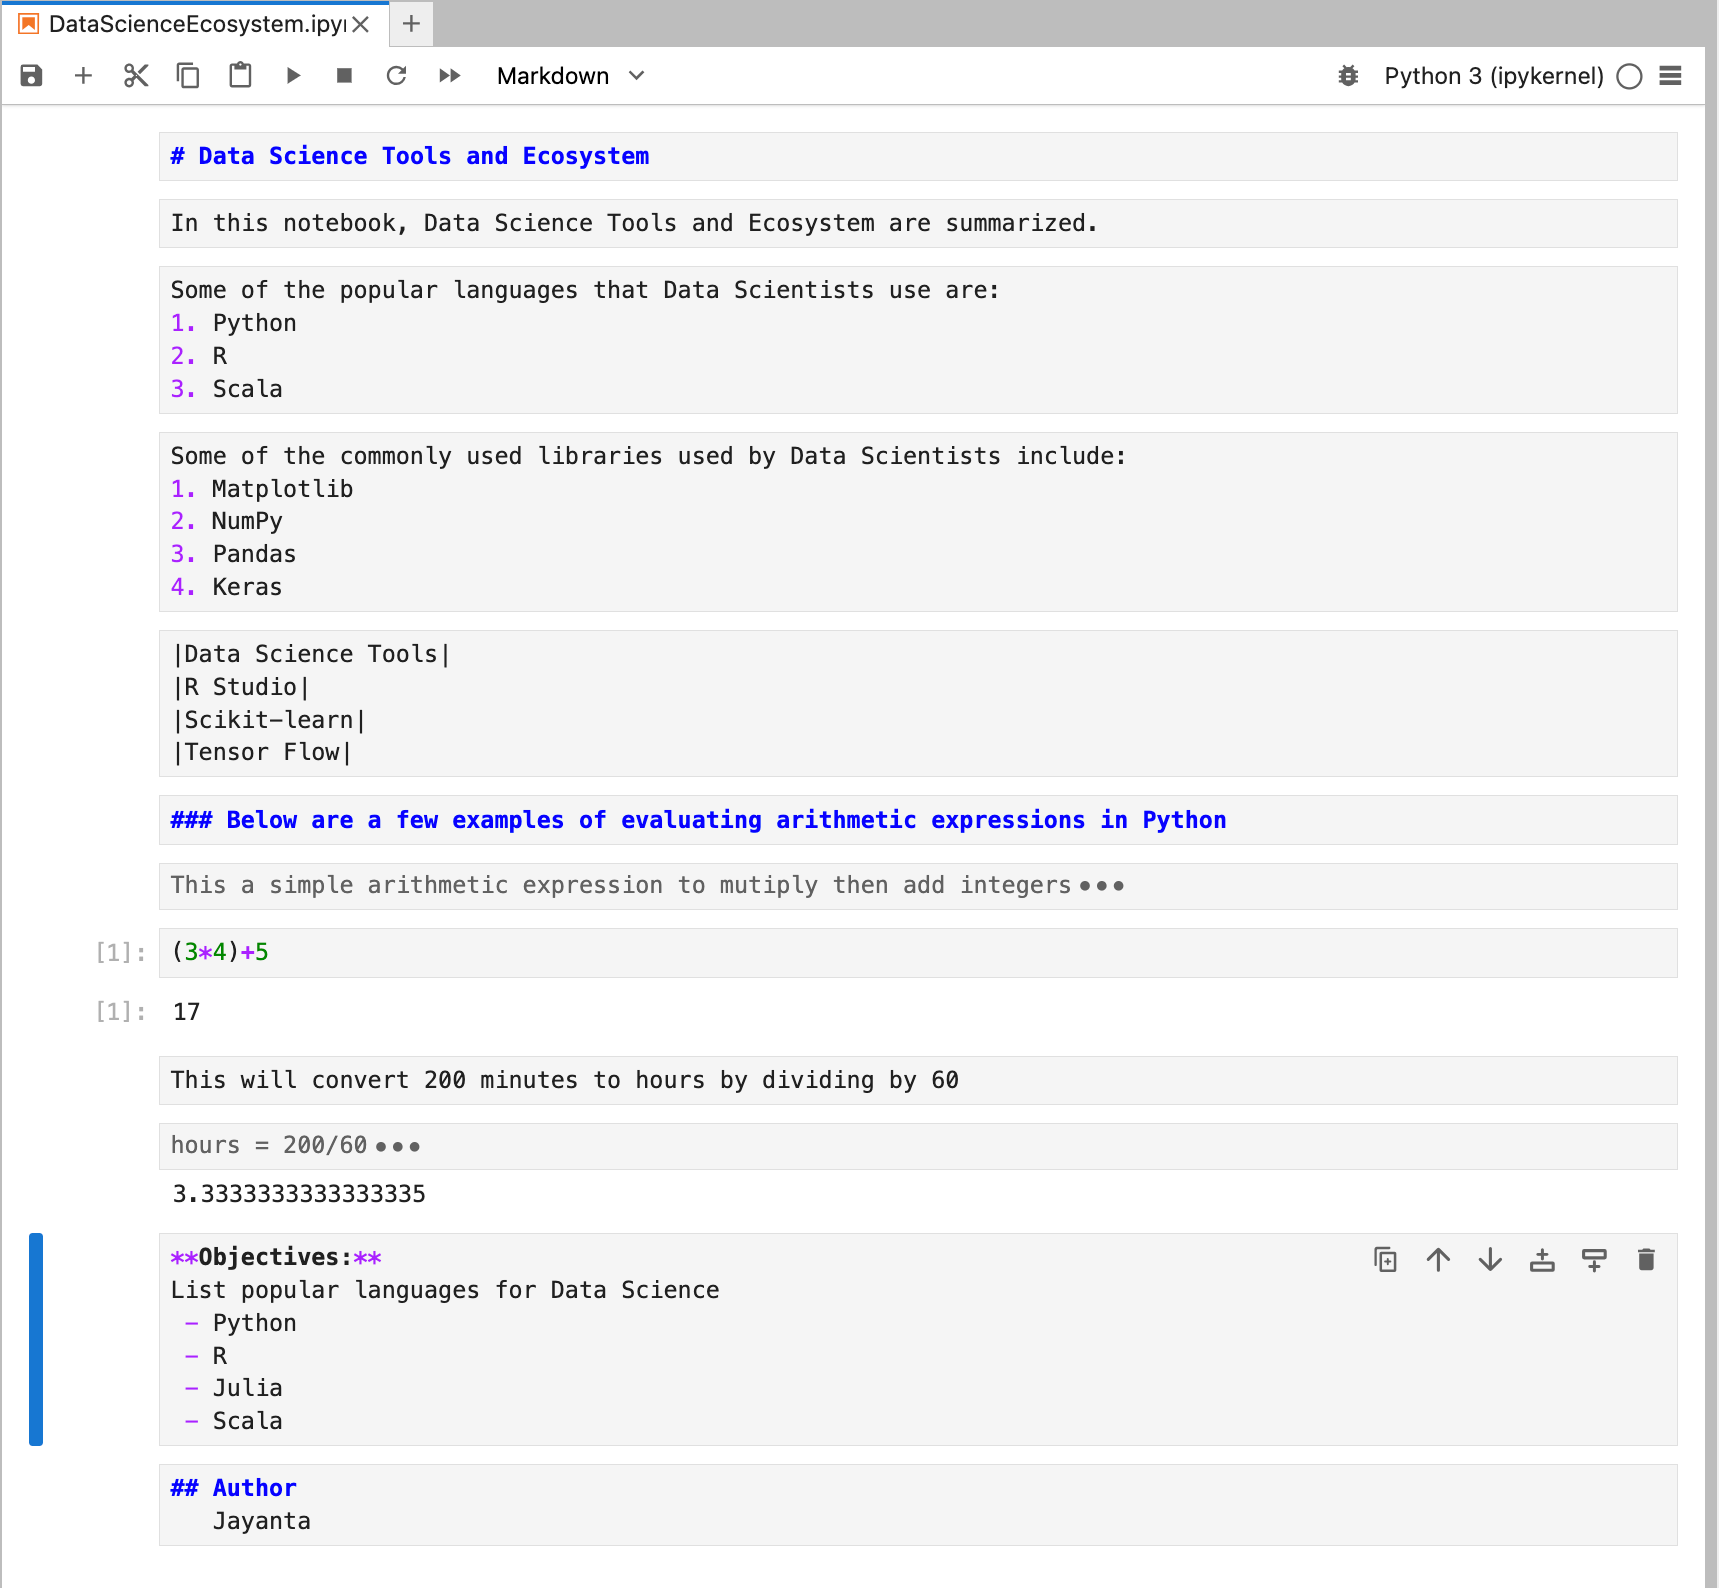 DataScienceEcosystem.ipy
Markdown
Python 3 (ipykernel)
# Data Science Tools and Ecosystem
In this notebook, Data Science Tools and Ecosystem are summarized.
Some of the popular languages that Data Scientists use are:
1. Python
2. R
3. Scala
Some of the commonly used libraries used by Data Scientists include:
1. Matplotlib
2. NumPy
3. Pandas
4. Keras
|Data Science Tools|
|R Studio|
|Scikit-learn|
|Tensor Flow|
### Below are a few examples of evaluating arithmetic expressions in Python
This a simple arithmetic expression to mutiply then add integers•••
[1]: (3*4)+5
[1]: 17
This will convert 200 minutes to hours by dividing by 60
hours = 200/60•••
3.3333333333333335
**Objectives:**
List popular languages for Data Science
- Python
- R
- Julia
- Scala
## Author
Jayanta